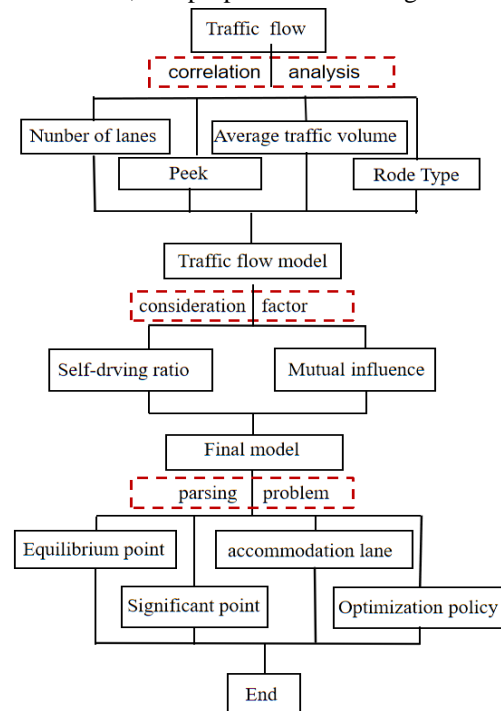 Traffic flow
correlation analysis
Nunber of lanes
Average traffic volume
Peek
Rode Type
Traffic flow model
consideration factor
Self-drving ratio
Mutual influence
Final model
parsing problem
Equilibrium point
accommodation lane
Significant point
Optimization policy
End